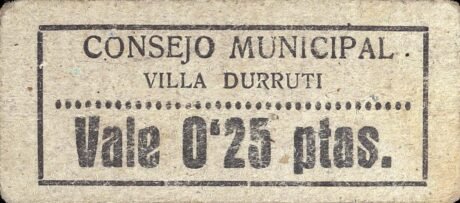 CONSEJO MUNICIPAL
VILLA DURRUTI
Vale 0'25 ptas.